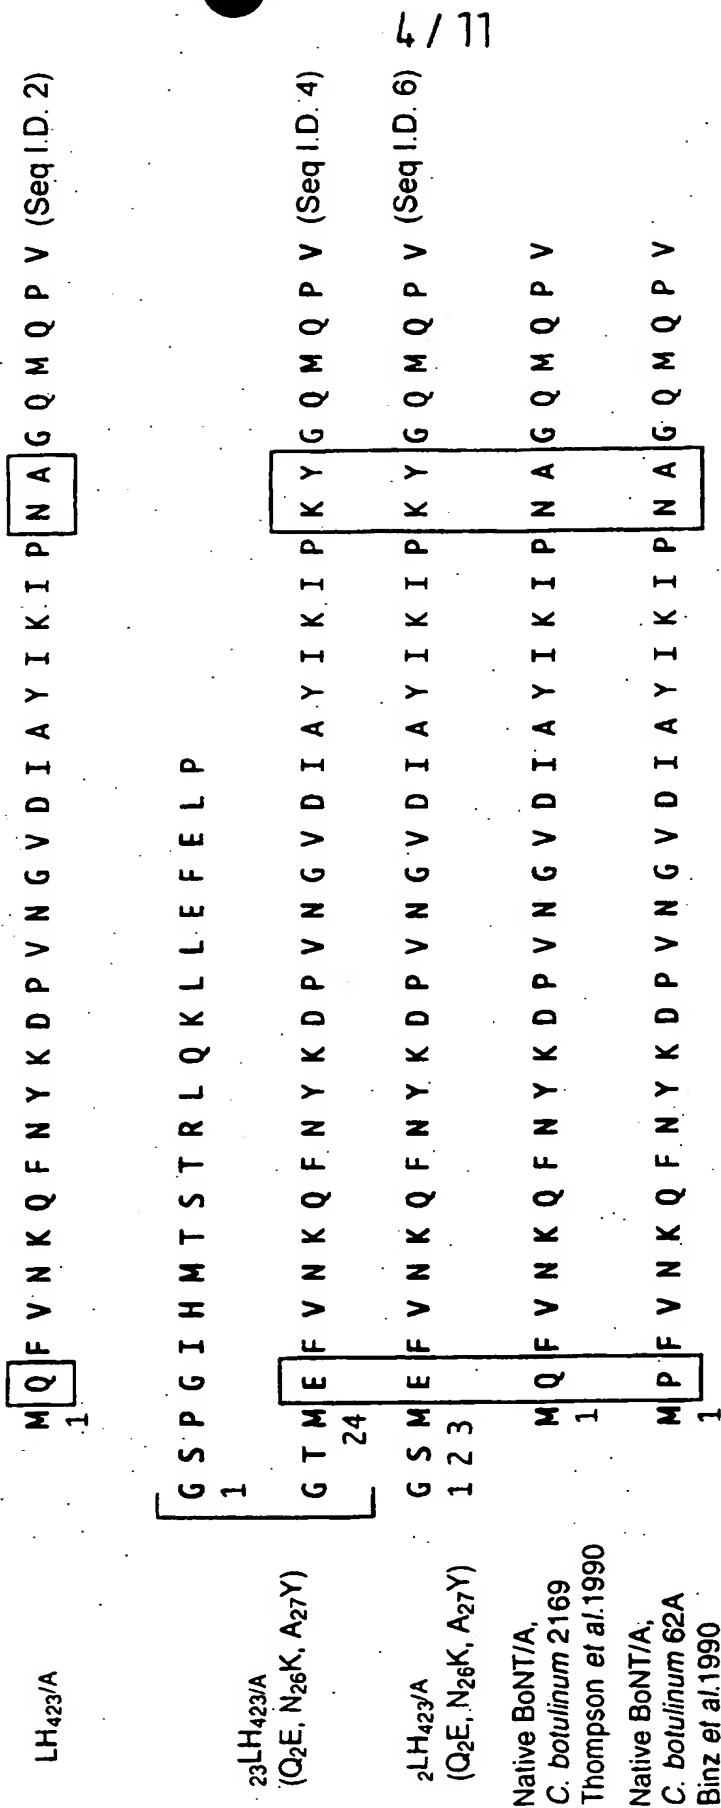 4 / 11
LH423/A
M Q F V N K Q F N Y K D P V N G V D I A Y I K I P N A G Q M Q P V (Seq I.D. 2)
1
23LH423/A
(Q2E, N26K, A27Y)
G S P G I H M T S T R L Q K L L E F E L P
1
G T M E F V N K Q F N Y K D P V N G V D I A Y I K I P K Y G Q M Q P V (Seq I.D. 4)
24
2LH423/A
(Q2E, N26K, A27Y)
G S M E F V N K Q F N Y K D P V N G V D I A Y I K I P K Y G Q M Q P V (Seq I.D. 6)
1 2 3
Native BoNT/A,
C. botulinum 2169
Thompson et al.1990
M Q F V N K Q F N Y K D P V N G V D I A Y I K I P N A G Q M Q P V
1
Native BoNT/A,
C. botulinum 62A
Binz et al.1990
M P F V N K Q F N Y K D P V N G V D I A Y I K I P N A G Q M Q P V
1